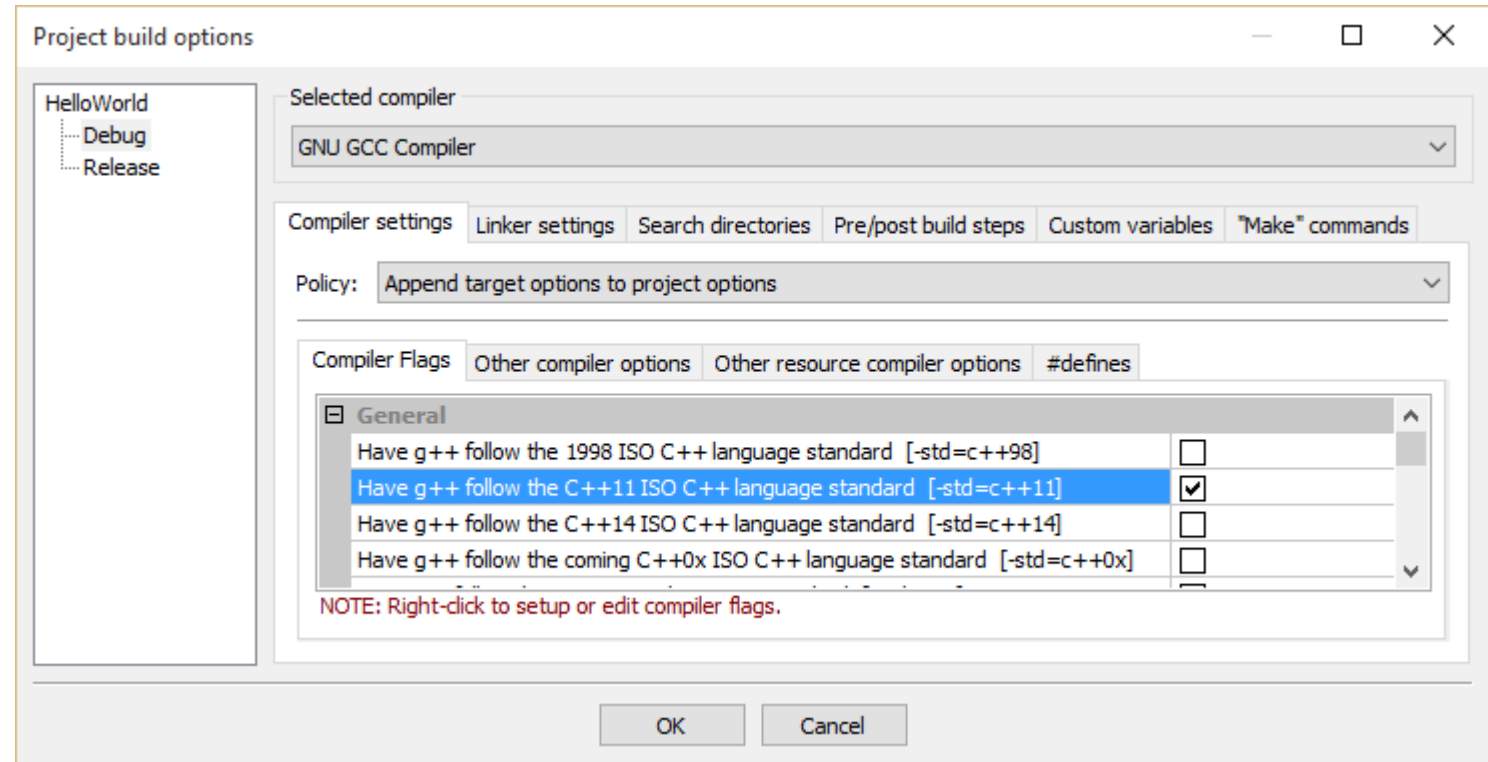 Project build options
HelloWorld
Debug
Release
Selected compiler
GNU GCC Compiler
Compiler settings Linker settings Search directories Pre/post build steps Custom variables "Make" commands
Policy: Append target options to project options
Compiler Flags Other compiler options Other resource compiler options #defines
General
Have g++ follow the 1998 ISO C++ language standard [-std=c++98]
Have g++ follow the C++11 ISO C++ language standard [-std=c++11]
Have g++ follow the C++14 ISO C++ language standard [-std=c++14]
Have g++ follow the coming C++0x ISO C++ language standard [-std=c++0x]
NOTE: Right-click to setup or edit compiler flags.
OK Cancel